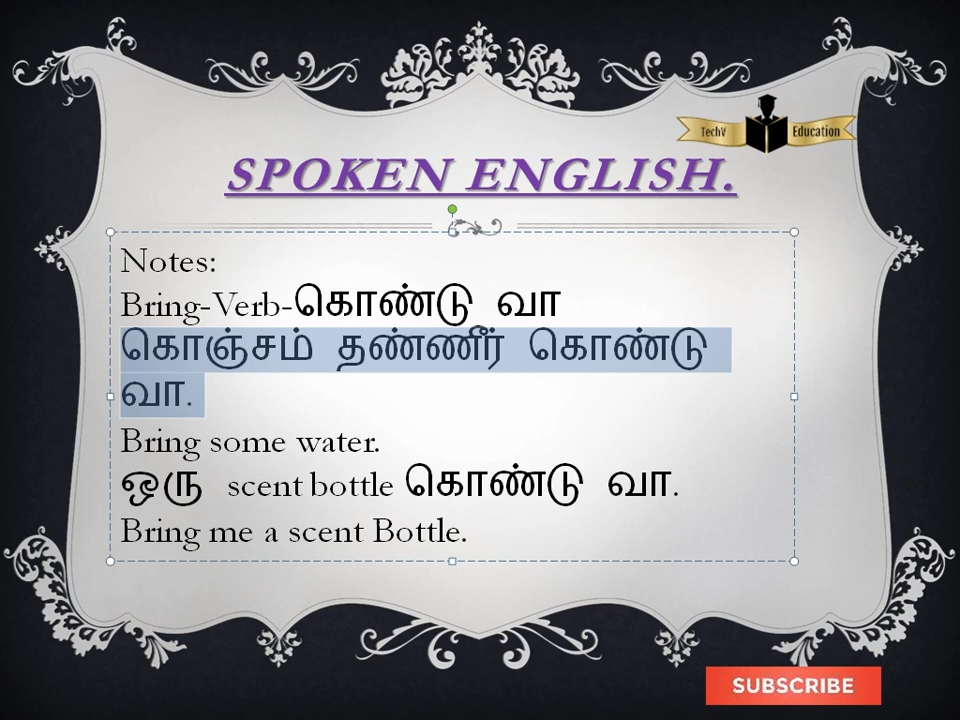 TechV Education
SPOKEN ENGLISH.
Notes:
Bring-Verb-கொண்டு வா
கொஞ்சம் தண்ணீர் கொண்டு
வா.
Bring some water.
ஒரு scent bottle கொண்டு வா.
Bring me a scent Bottle.
SUBSCRIBE